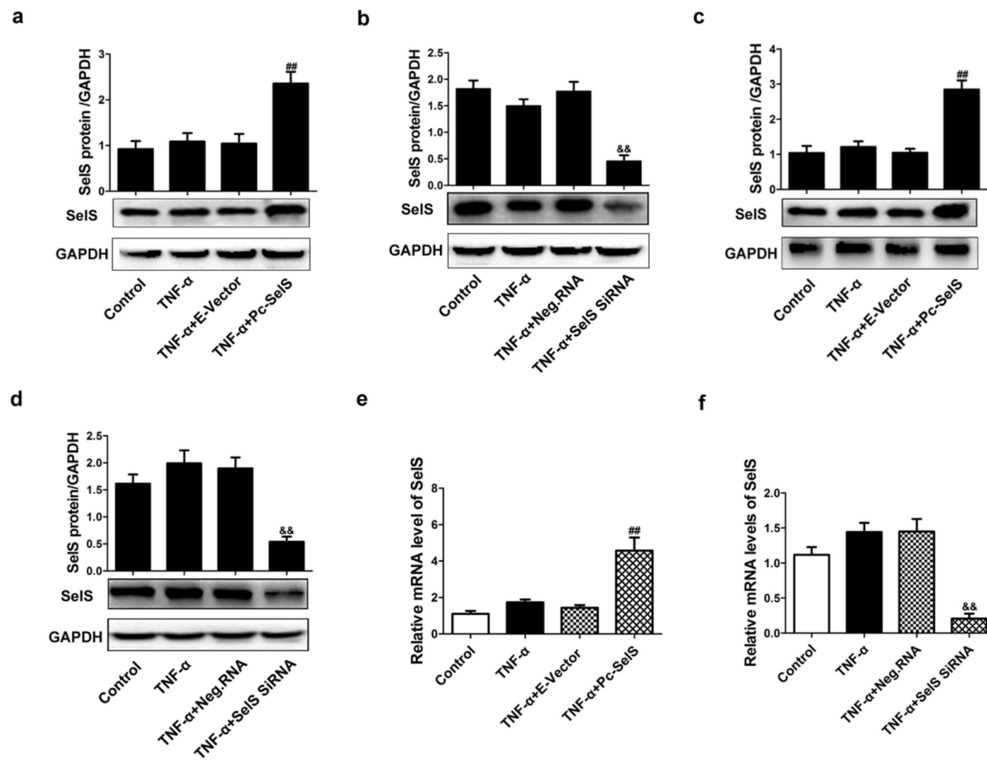 a
SelS protein /GAPDH
3
2
1
0
##
SelS
GAPDH
Control
TNF-α
TNF-α+E-Vector
TNF-α+Pc-SelS
b
SelS protein/GAPDH
2.0
1.5
1.0
0.5
0.0
&&
SelS
GAPDH
Control
TNF-α
TNF-α+Neg.RNA
TNF-α+SelS SiRNA
c
SelS protein /GAPDH
4
3
2
1
0
##
SelS
GAPDH
Control
TNF-α
TNF-α+E-Vector
TNF-α+Pc-SelS
d
SelS protein/GAPDH
2.5
2.0
1.5
1.0
0.5
0.0
&&
SelS
GAPDH
Control
TNF-α
TNF-α+Neg.RNA
TNF-α+SelS SiRNA
e
Relative mRNA level of SelS
8
6
4
2
0
##
Control
TNF-α
TNF-α+E-Vector
TNF-α+Pc-SelS
f
Relative mRNA levels of SelS
2.0
1.5
1.0
0.5
0.0
&&
Control
TNF-α
TNF-α+Neg.RNA
TNF-α+SelS SiRNA